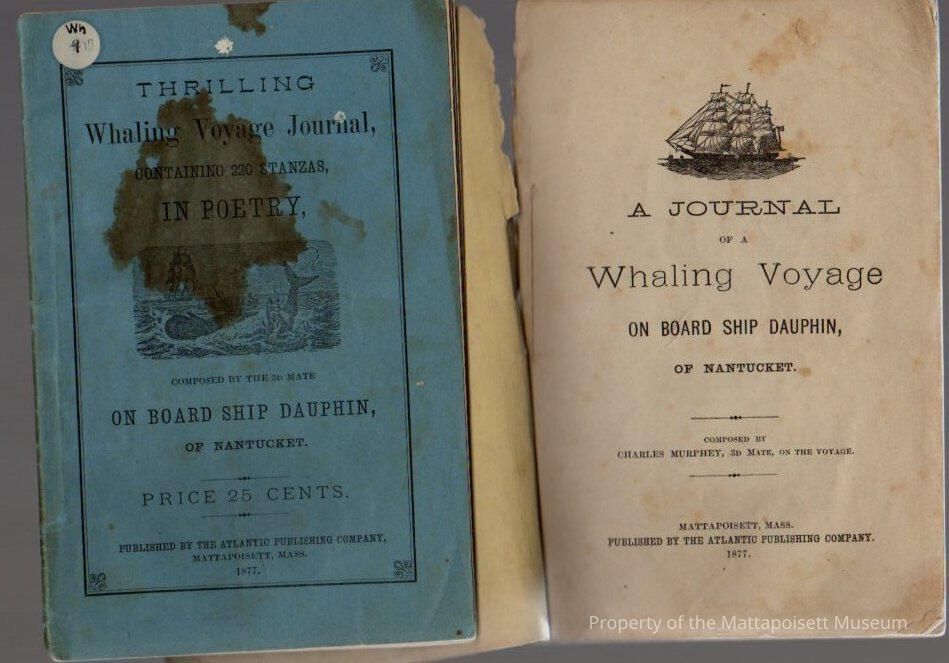 Wh
THRILLING
Whaling Voyage Journal,
CONTAINING 220 STANZAS,
IN POETRY,
COMPOSED BY THE 3D MATE
ON BOARD SHIP DAUPHIN,
OF NANTUCKET.
PRICE 25 CENTS.
PUBLISHED BY THE ATLANTIC PUBLISHING COMPANY,
MATTAPOISETT, MASS.
1877.
A JOURNAL
OF A
Whaling Voyage
ON BOARD SHIP DAUPHIN,
OF NANTUCKET.
COMPOSED BY
CHARLES MURPHEY, 3D MATE, ON THE VOYAGE.
MATTAPOISETT, MASS.
PUBLISHED BY THE ATLANTIC PUBLISHING COMPANY.
1877.
Property of the Mattapoisett Museum